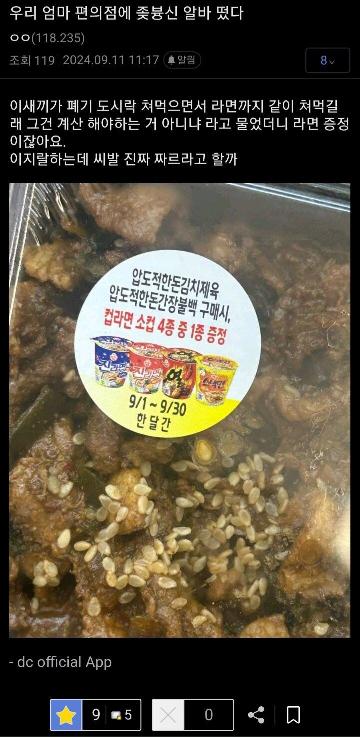 우리 엄마 편의점에 좆븅신 알바 떴다
ㅇㅇ(118.235)
조회 119 2024.09.11 11:17 알림
8
이새끼가 폐기 도시락 쳐먹으면서 라면까지 같이 쳐먹길
래 그건 계산 해야하는 거 아니냐 라고 물었더니 라면 증정
이잖아요.
이지랄하는데 씨발 진짜 짜르라고 할까
압도적한돈김치제육
압도적한돈간장불백 구매시,
컵라면 소컵 4종 중 1종 증정
9/1 ~ 9/30
한 달 간
- dc official App
9 5 0